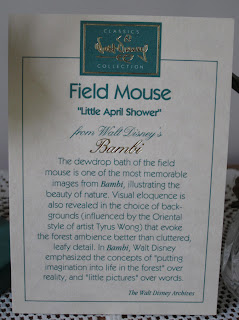 CLASSICS
Walt Disney
COLLECTION
Field Mouse
"Little April Shower"
from Walt Disney's
Bambi
The dewdrop bath of the field
mouse is one of the most memorable
images from Bambi, illustrating the
beauty of nature. Visual eloquence is
also revealed in the choice of back-
grounds (influenced by the Oriental
style of artist Tyrus Wong) that evoke
the forest ambience better than cluttered,
leafy detail. In Bambi, Walt Disney
emphasized the concepts of "putting
imagination into life in the forest" over
reality, and "little pictures" over words.
The Walt Disney Archives